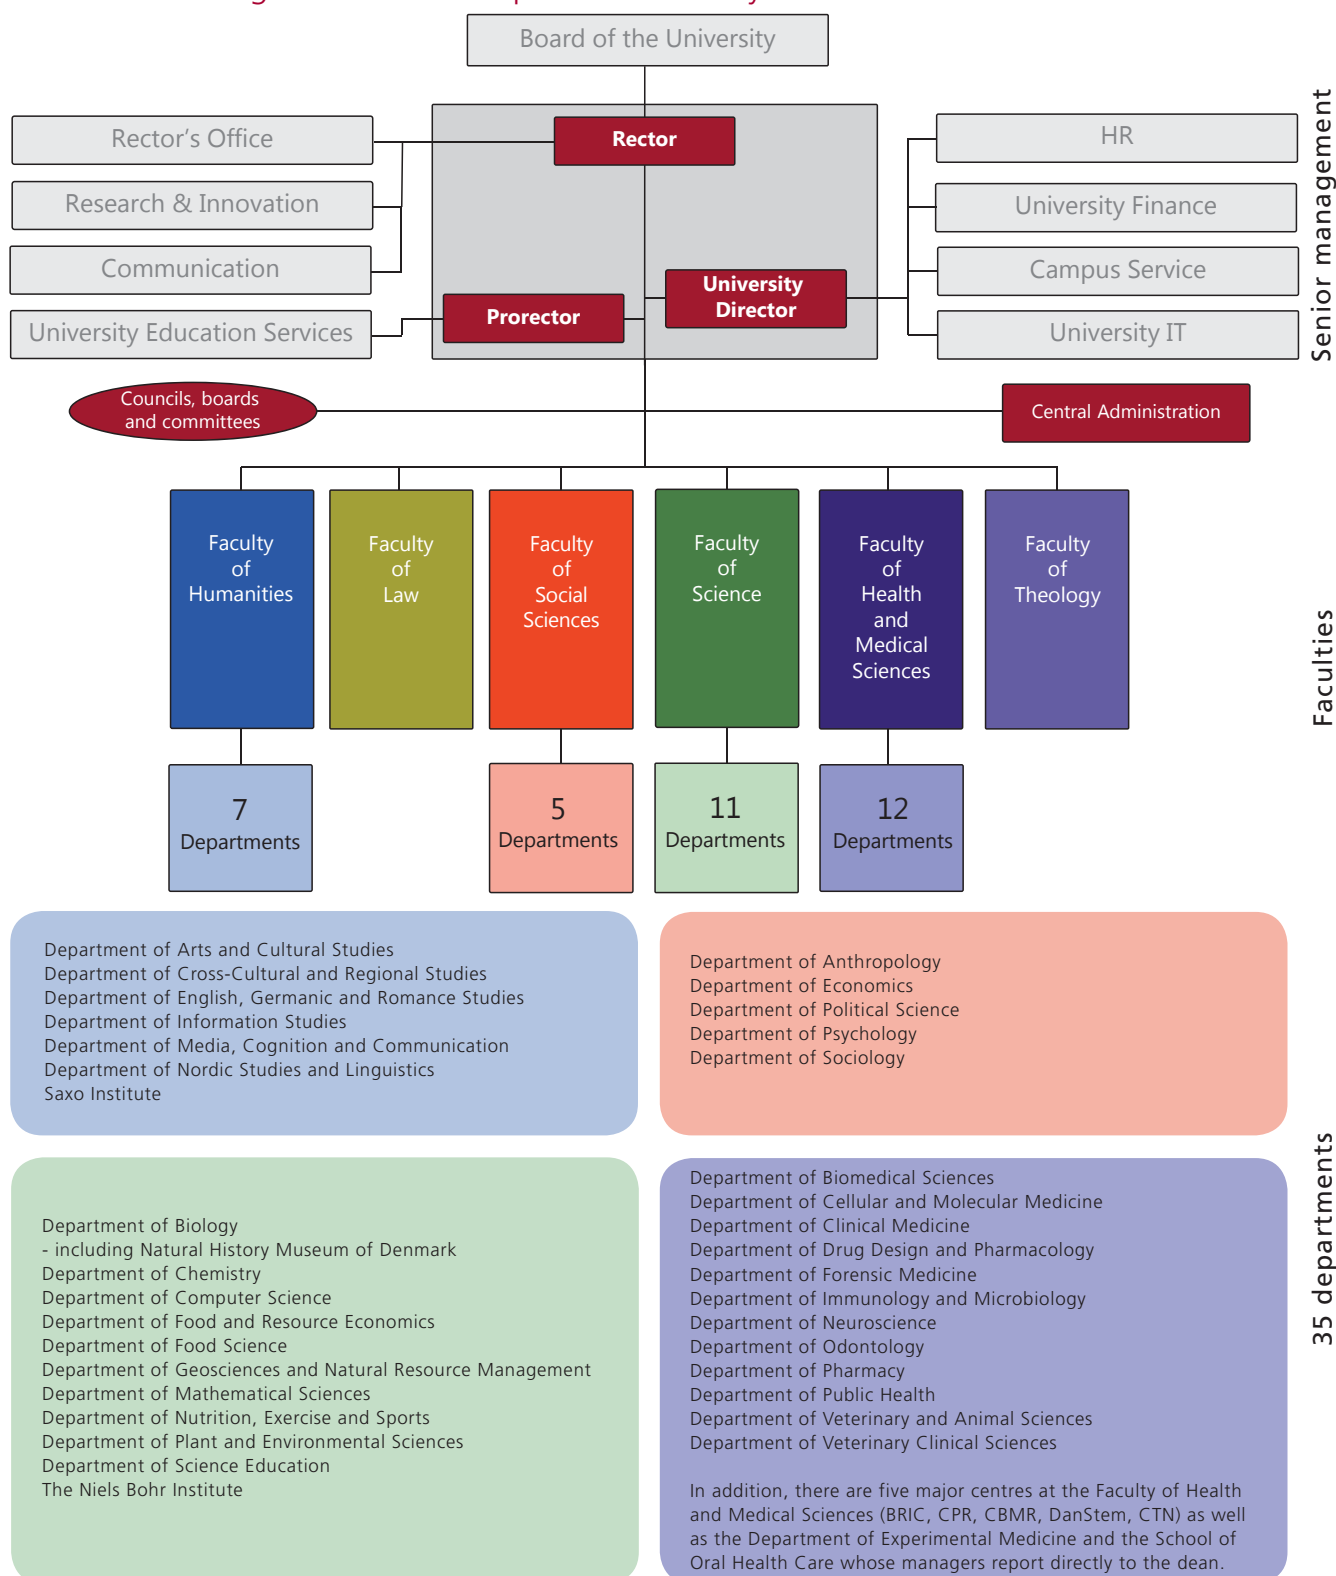 Board of the University
Rector
Rector's Office
Research & Innovation
Communication
University Education Services
Prorector
University
Director
HR
University Finance
Campus Service
University IT
Senior management
Councils, boards
and committees
Central Administration
Faculty
of
Humanities
Faculty
of
Law
Faculty
of
Social
Sciences
Faculty
of
Science
Faculty
of
Health
and
Medical
Sciences
Faculty
of
Theology
Faculties
7
Departments
5
Departments
11
Departments
12
Departments
Department of Arts and Cultural Studies
Department of Cross-Cultural and Regional Studies
Department of English, Germanic and Romance Studies
Department of Information Studies
Department of Media, Cognition and Communication
Department of Nordic Studies and Linguistics
Saxo Institute
Department of Anthropology
Department of Economics
Department of Political Science
Department of Psychology
Department of Sociology
Department of Biology
- including Natural History Museum of Denmark
Department of Chemistry
Department of Computer Science
Department of Food and Resource Economics
Department of Food Science
Department of Geosciences and Natural Resource Management
Department of Mathematical Sciences
Department of Nutrition, Exercise and Sports
Department of Plant and Environmental Sciences
Department of Science Education
The Niels Bohr Institute
Department of Biomedical Sciences
Department of Cellular and Molecular Medicine
Department of Clinical Medicine
Department of Drug Design and Pharmacology
Department of Forensic Medicine
Department of Immunology and Microbiology
Department of Neuroscience
Department of Odontology
Department of Pharmacy
Department of Public Health
Department of Veterinary and Animal Sciences
Department of Veterinary Clinical Sciences
In addition, there are five major centres at the Faculty of Health
and Medical Sciences (BRIC, CPR, CBMR, DanStem, CTN) as well
as the Department of Experimental Medicine and the School of
Oral Health Care whose managers report directly to the dean.
35 departments